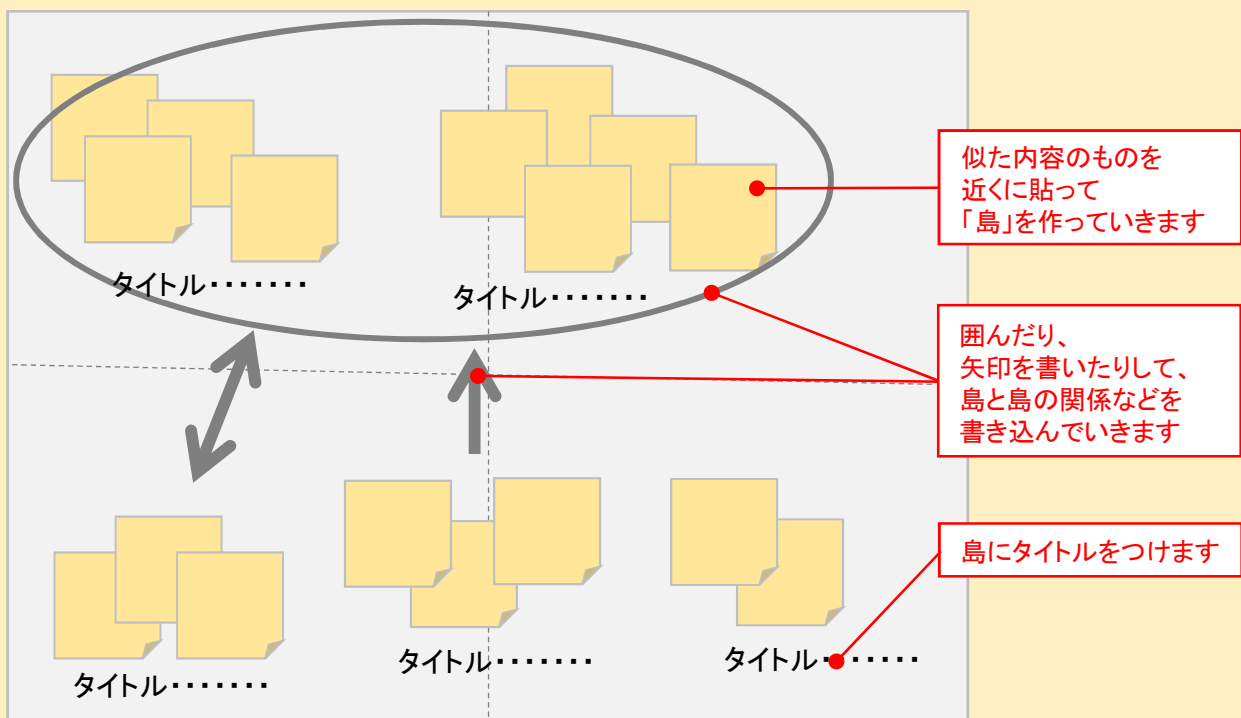 タイトル・・・・・・・
タイトル・・・・・・・
似た内容のものを
近くに貼って
「島」を作っていきます
囲んだり、
矢印を書いたりして、
島と島の関係などを
書き込んでいきます
島にタイトルをつけます
タイトル・・・・・・・
タイトル・・・・・・・
タイトル・・・・・・・